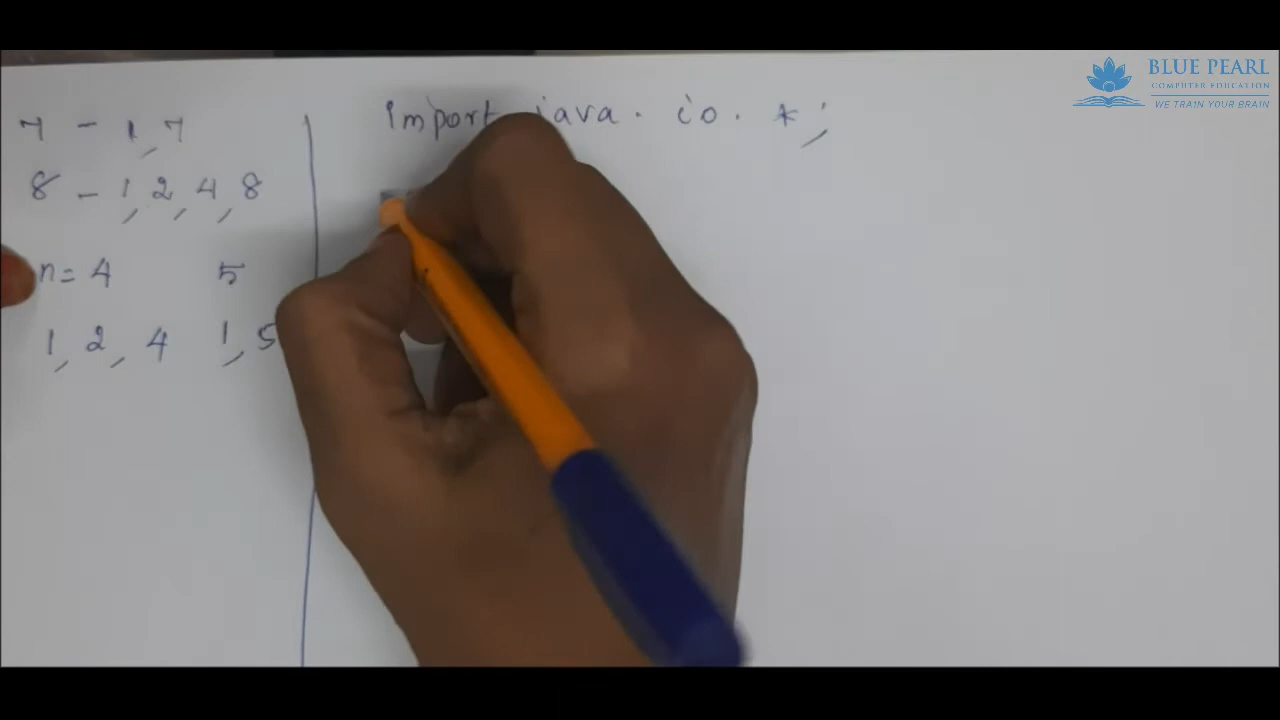 7 - 1, 7
8 - 1, 2, 4, 8
n = 4 5
1, 2, 4 1, 5
import java. io. *;
BLUE PEARL
COMPUTER EDUCATION
WE TRAIN YOUR BRAIN